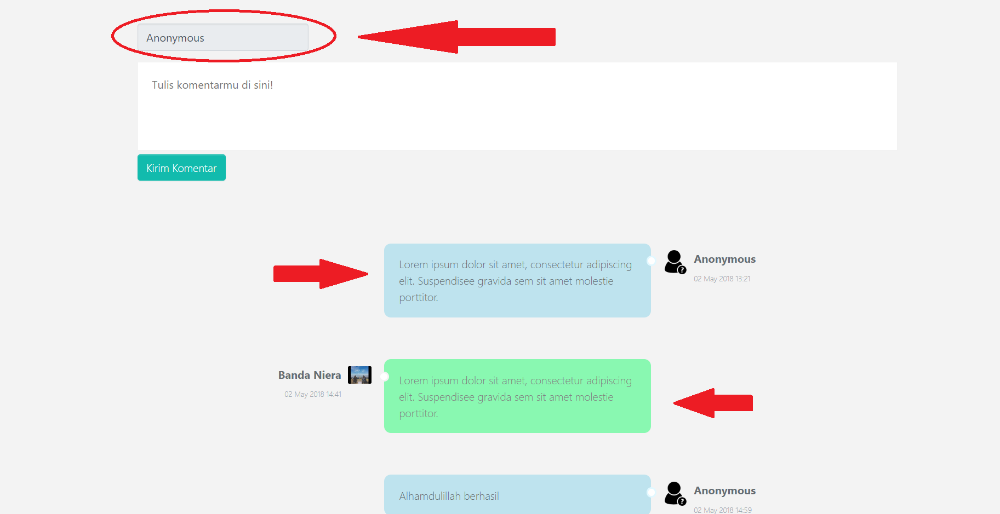 Anonymous
Tulis komentarmu di sini!
Kirim Komentar
Lorem ipsum dolor sit amet, consectetur adipiscing
elit. Suspendisee gravida sem sit amet molestie
porttitor.
Anonymous
02 May 2018 13:21
Banda Niera
02 May 2018 14:41
Lorem ipsum dolor sit amet, consectetur adipiscing
elit. Suspendisee gravida sem sit amet molestie
porttitor.
Alhamdulillah berhasil
Anonymous
02 May 2018 14:59